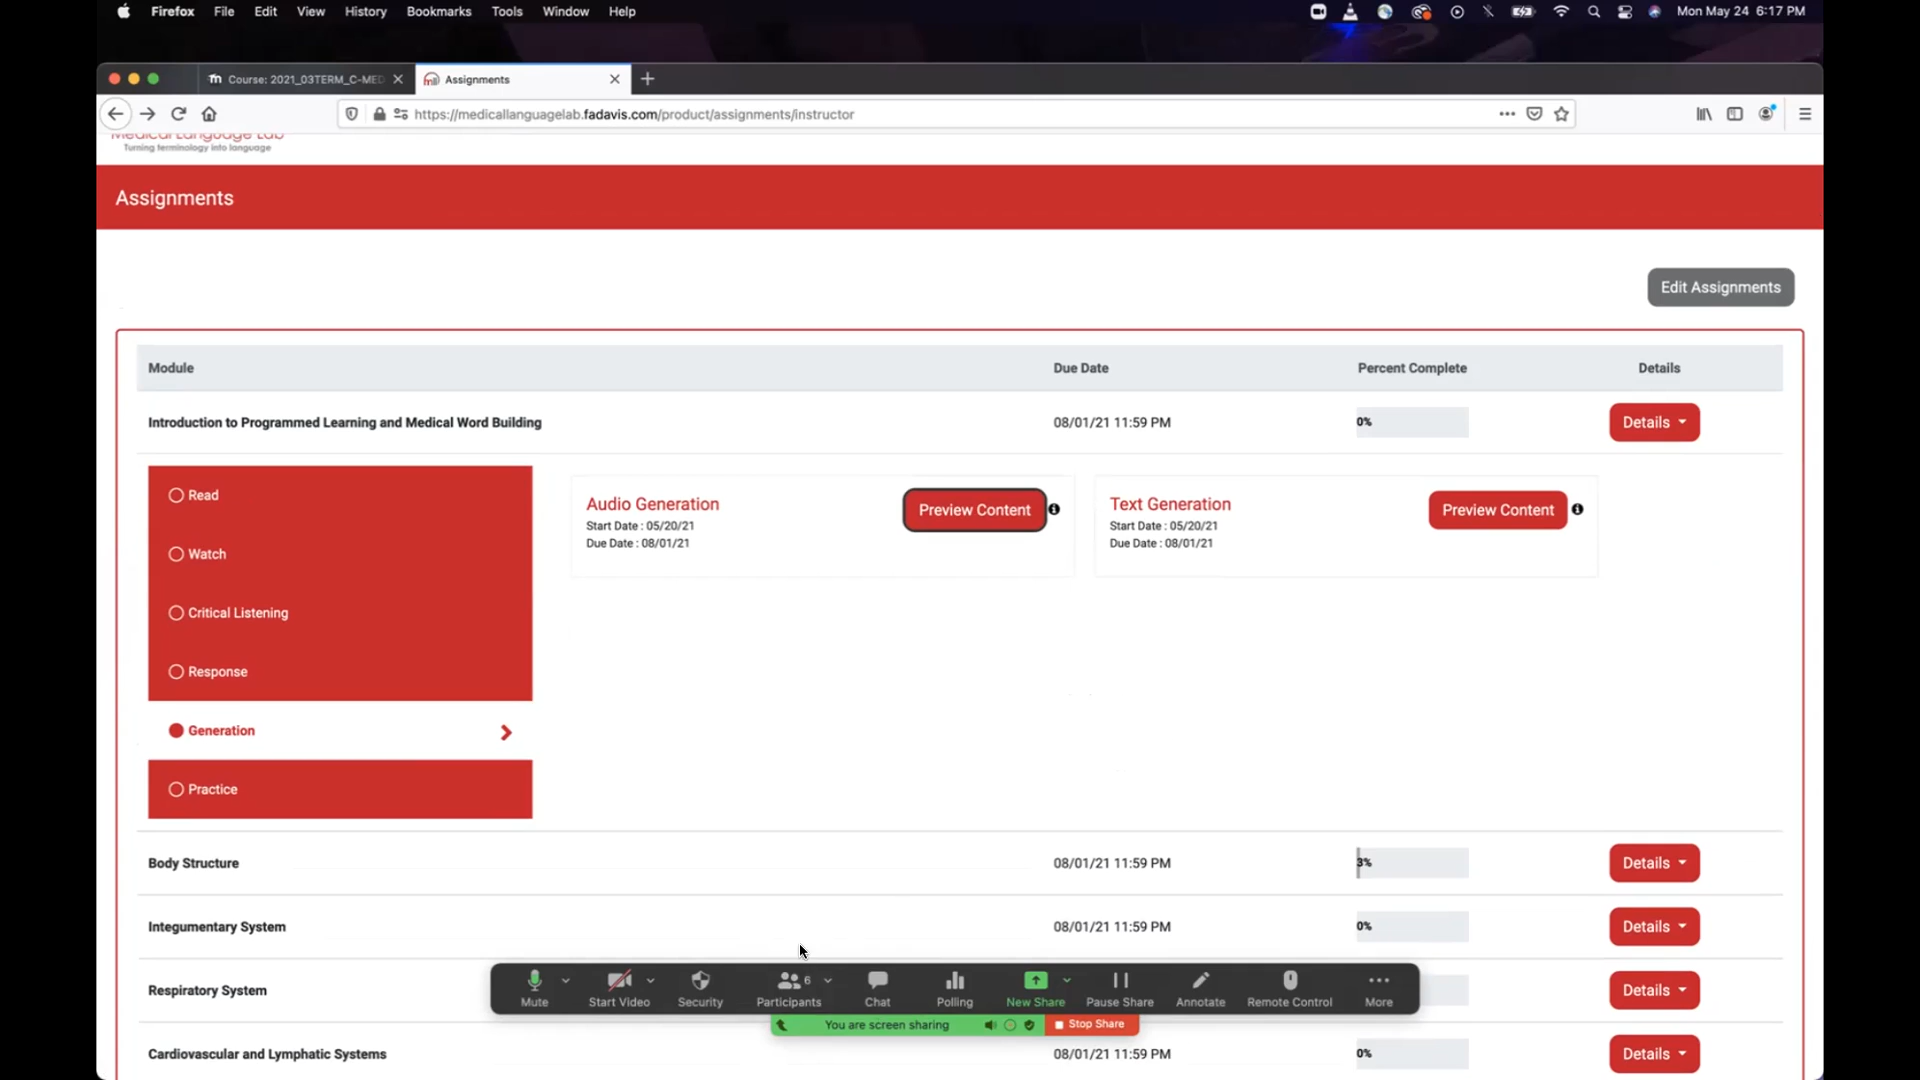 Firefox File Edit View History Bookmarks Tools Window Help
Mon May 24 6:17 PM
Course: 2021_03TERM_C-MED
Assignments
https://medicallanguagelab.fadavis.com/product/assignments/instructor
Medical Language Lab
Turning terminology into language
Assignments
Edit Assignments
Module Due Date Percent Complete Details
Introduction to Programmed Learning and Medical Word Building 08/01/21 11:59 PM 0% Details
Read
Watch
Critical Listening
Response
Generation
Practice
Audio Generation
Start Date : 05/20/21
Due Date : 08/01/21
Preview Content
Text Generation
Start Date : 05/20/21
Due Date : 08/01/21
Preview Content
Body Structure 08/01/21 11:59 PM 3% Details
Integumentary System 08/01/21 11:59 PM 0% Details
Respiratory System Details
Mute Start Video Security Participants 6 Chat Polling New Share Pause Share Annotate Remote Control More
You are screen sharing Stop Share
Cardiovascular and Lymphatic Systems 08/01/21 11:59 PM 0% Details